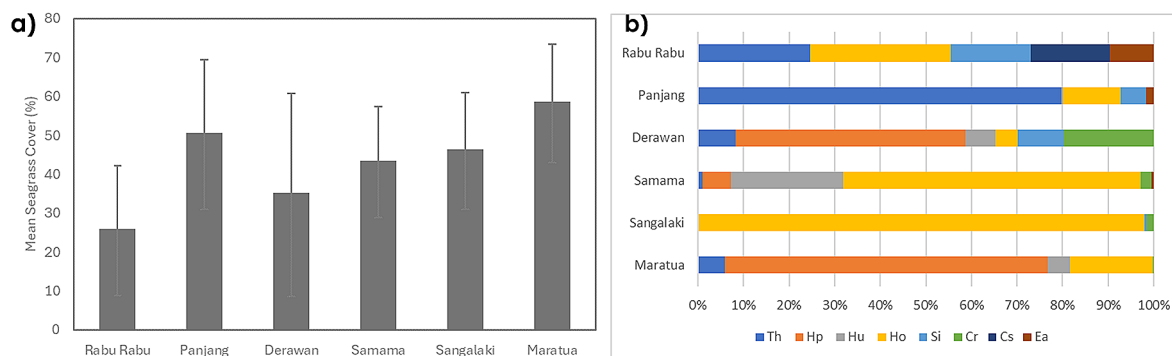 a)
80
70
60
50
40
30
20
10
0
Mean Seagrass Cover (%)
Rabu Rabu Panjang Derawan Samama Sangalaki Maratua
b)
Rabu Rabu
Panjang
Derawan
Samama
Sangalaki
Maratua
0% 10% 20% 30% 40% 50% 60% 70% 80% 90% 100%
Th Hp Hu Ho Si Cr Cs Ea